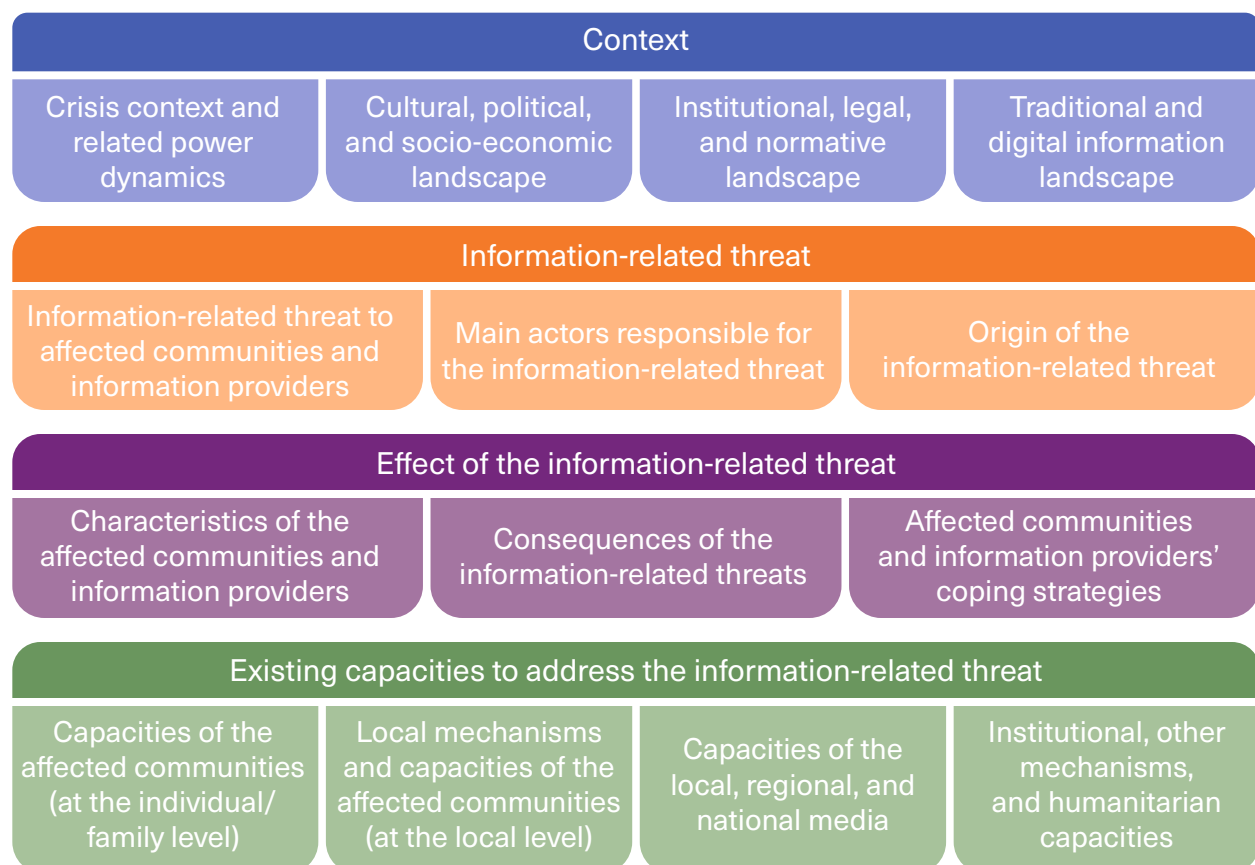 Context
Crisis context and
related power
dynamics
Cultural, political,
and socio-economic
landscape
Institutional, legal,
and normative
landscape
Traditional and
digital information
landscape
Information-related threat
Information-related threat to
affected communities and
information providers
Main actors responsible for
the information-related threat
Origin of the
information-related threat
Effect of the information-related threat
Characteristics of the
affected communities and
information providers
Consequences of the
information-related threats
Affected communities
and information providers’
coping strategies
Existing capacities to address the information-related threat
Capacities of the
affected communities
(at the individual/
family level)
Local mechanisms
and capacities of the
affected communities
(at the local level)
Capacities of the
local, regional, and
national media
Institutional, other
mechanisms,
and humanitarian
capacities